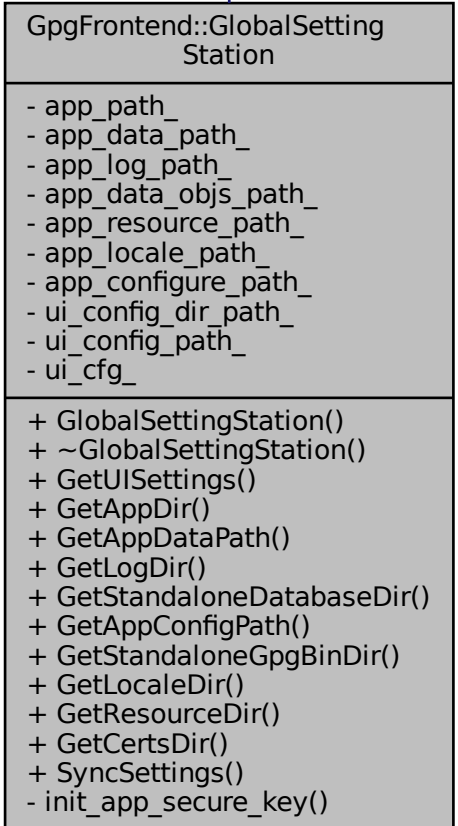 GpgFrontend::GlobalSetting
Station
- app_path_
- app_data_path_
- app_log_path_
- app_data_objs_path_
- app_resource_path_
- app_locale_path_
- app_configure_path_
- ui_config_dir_path_
- ui_config_path_
- ui_cfg_
+ GlobalSettingStation()
+ ~GlobalSettingStation()
+ GetUISettings()
+ GetAppDir()
+ GetAppDataPath()
+ GetLogDir()
+ GetStandaloneDatabaseDir()
+ GetAppConfigPath()
+ GetStandaloneGpgBinDir()
+ GetLocaleDir()
+ GetResourceDir()
+ GetCertsDir()
+ SyncSettings()
- init_app_secure_key()